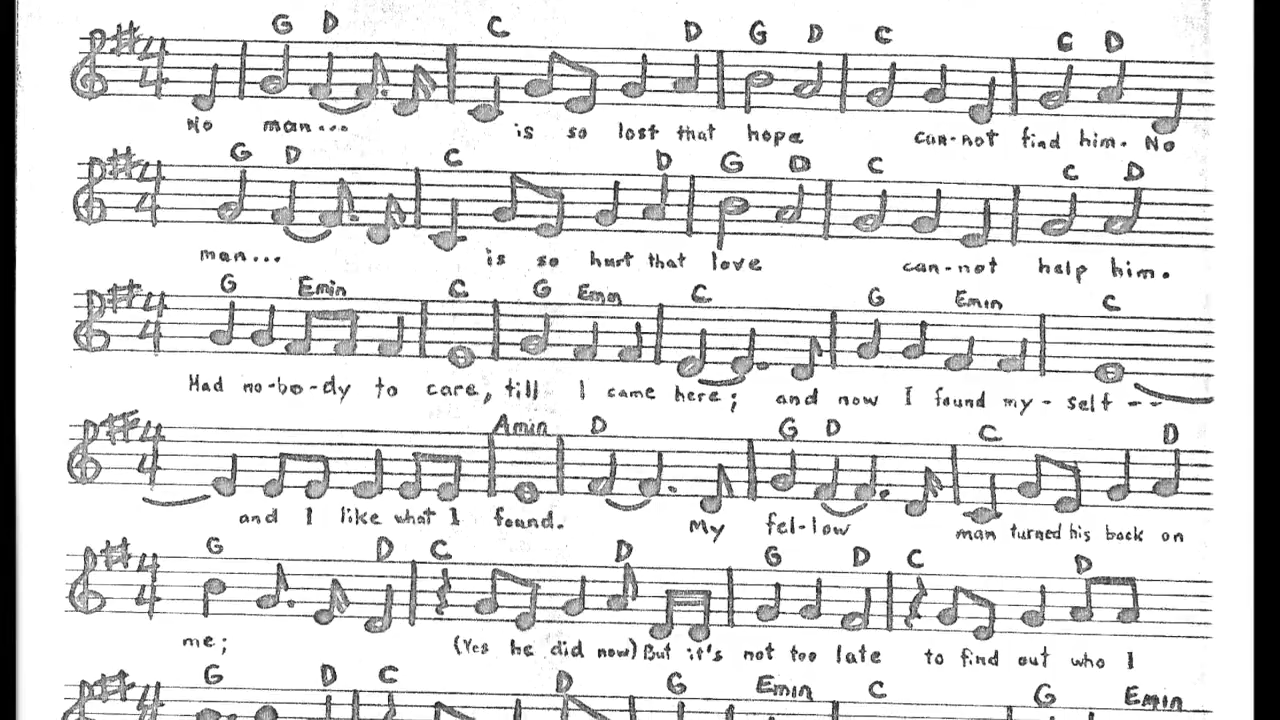 G D C D G D C C D
No man... is so lost that hope can-not find him. No
G D C D G D C C D
man... is so hurt that love can-not help him.
G Emin C G Emin C G Emin C
Had no-bo-dy to care, till I came here; and now I found my-self --
Amin D G D C D
and I like what I found. My fel-low man turned his back on
G D C D G D C D
me; (Yes he did now) But it's not too late to find out who I
G D C D G Emin C G Emin